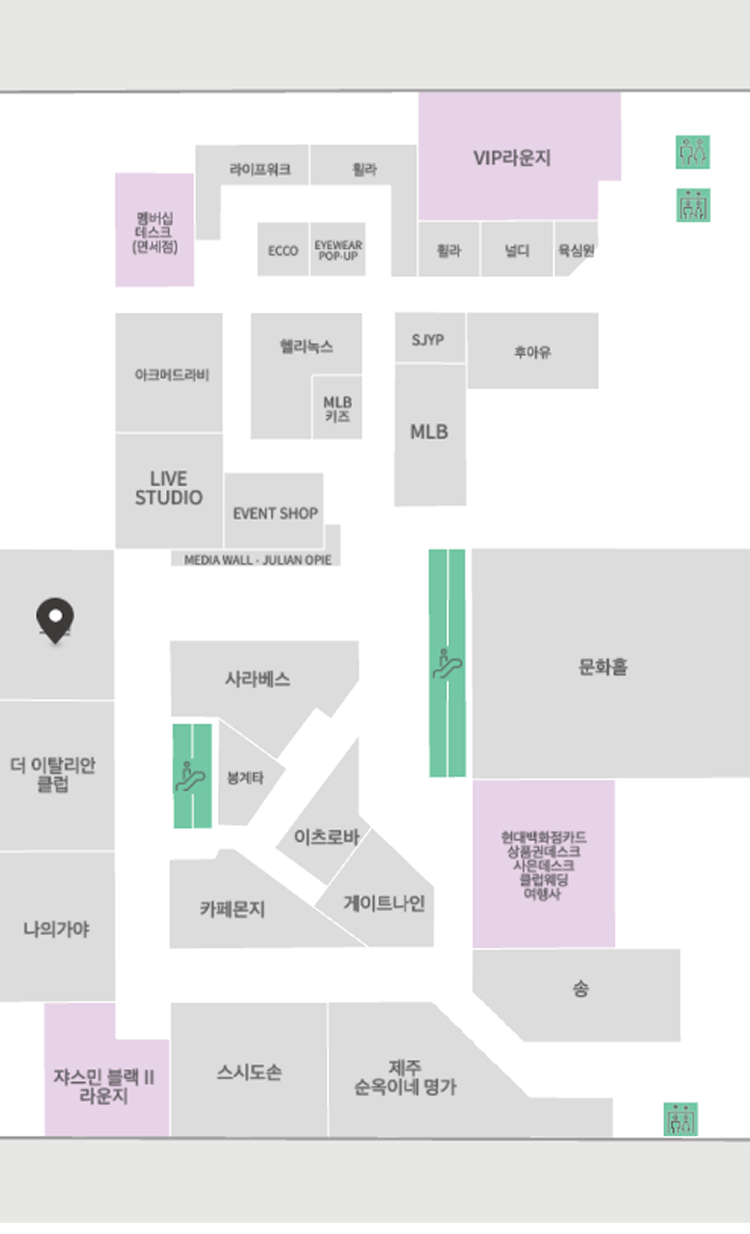 VIP라운지
라이프워크
휠라
멤버십
데스크
(면세점)
ECCO
EYEWEAR
POP-UP
휠라
널디
육심원
헬리녹스
SJYP
후아유
아크메드라비
MLB
키즈
MLB
LIVE
STUDIO
EVENT SHOP
MEDIA WALL - JULIAN OPIE
사라베스
문화홀
더 이탈리안
클럽
봉계타
이츠로바
현대백화점카드
상품권데스크
사은데스크
클럽웨딩
여행사
카페몬지
게이트나인
나의가야
송
쟈스민 블랙 II
라운지
스시도손
제주
순옥이네 명가